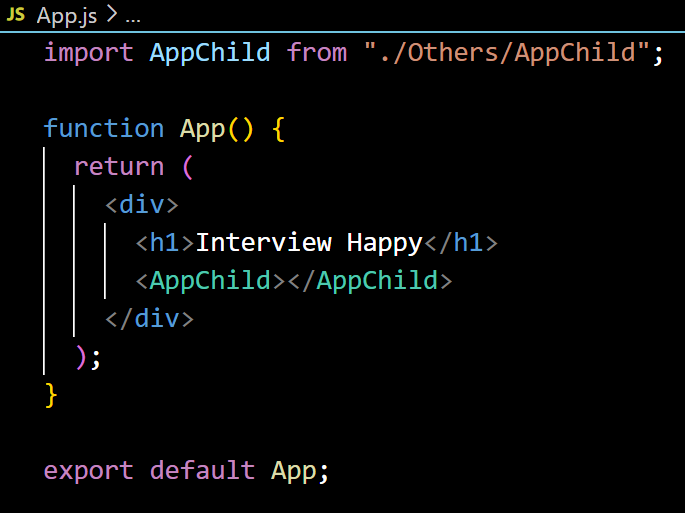 JS App.js > ...
import AppChild from "./Others/AppChild";
function App() {
return (
<div>
<h1>Interview Happy</h1>
<AppChild></AppChild>
</div>
);
}
export default App;